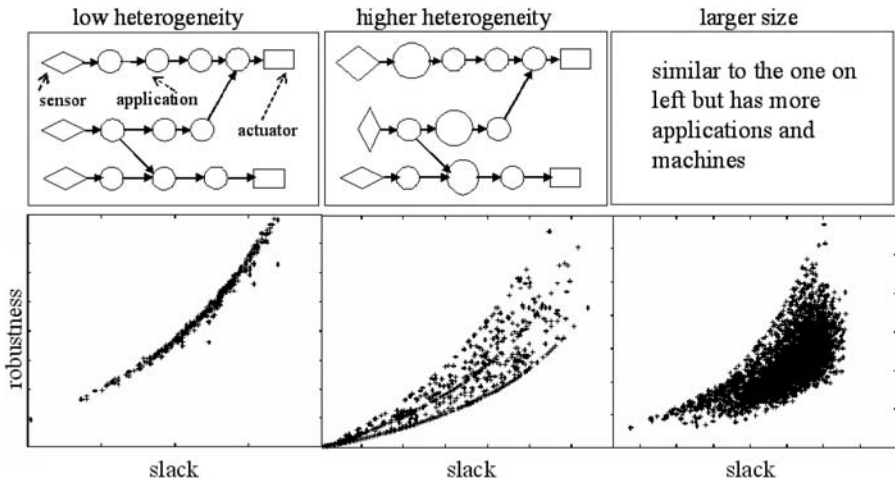 low heterogeneity
higher heterogeneity
larger size
sensor
application
actuator
similar to the one on
left but has more
applications and
machines
robustness
slack
slack
slack